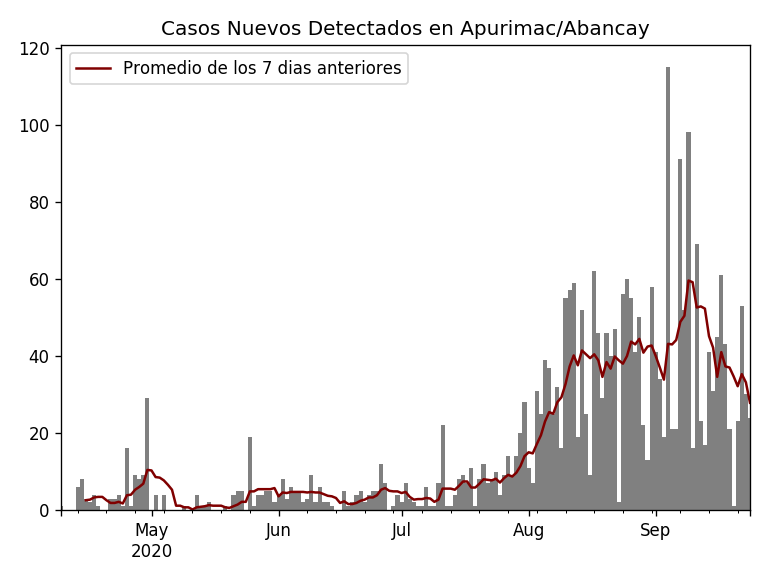 Casos Nuevos Detectados en Apurimac/Abancay
Promedio de los 7 dias anteriores
120
100
80
60
40
20
0
May Jun Jul Aug Sep
2020